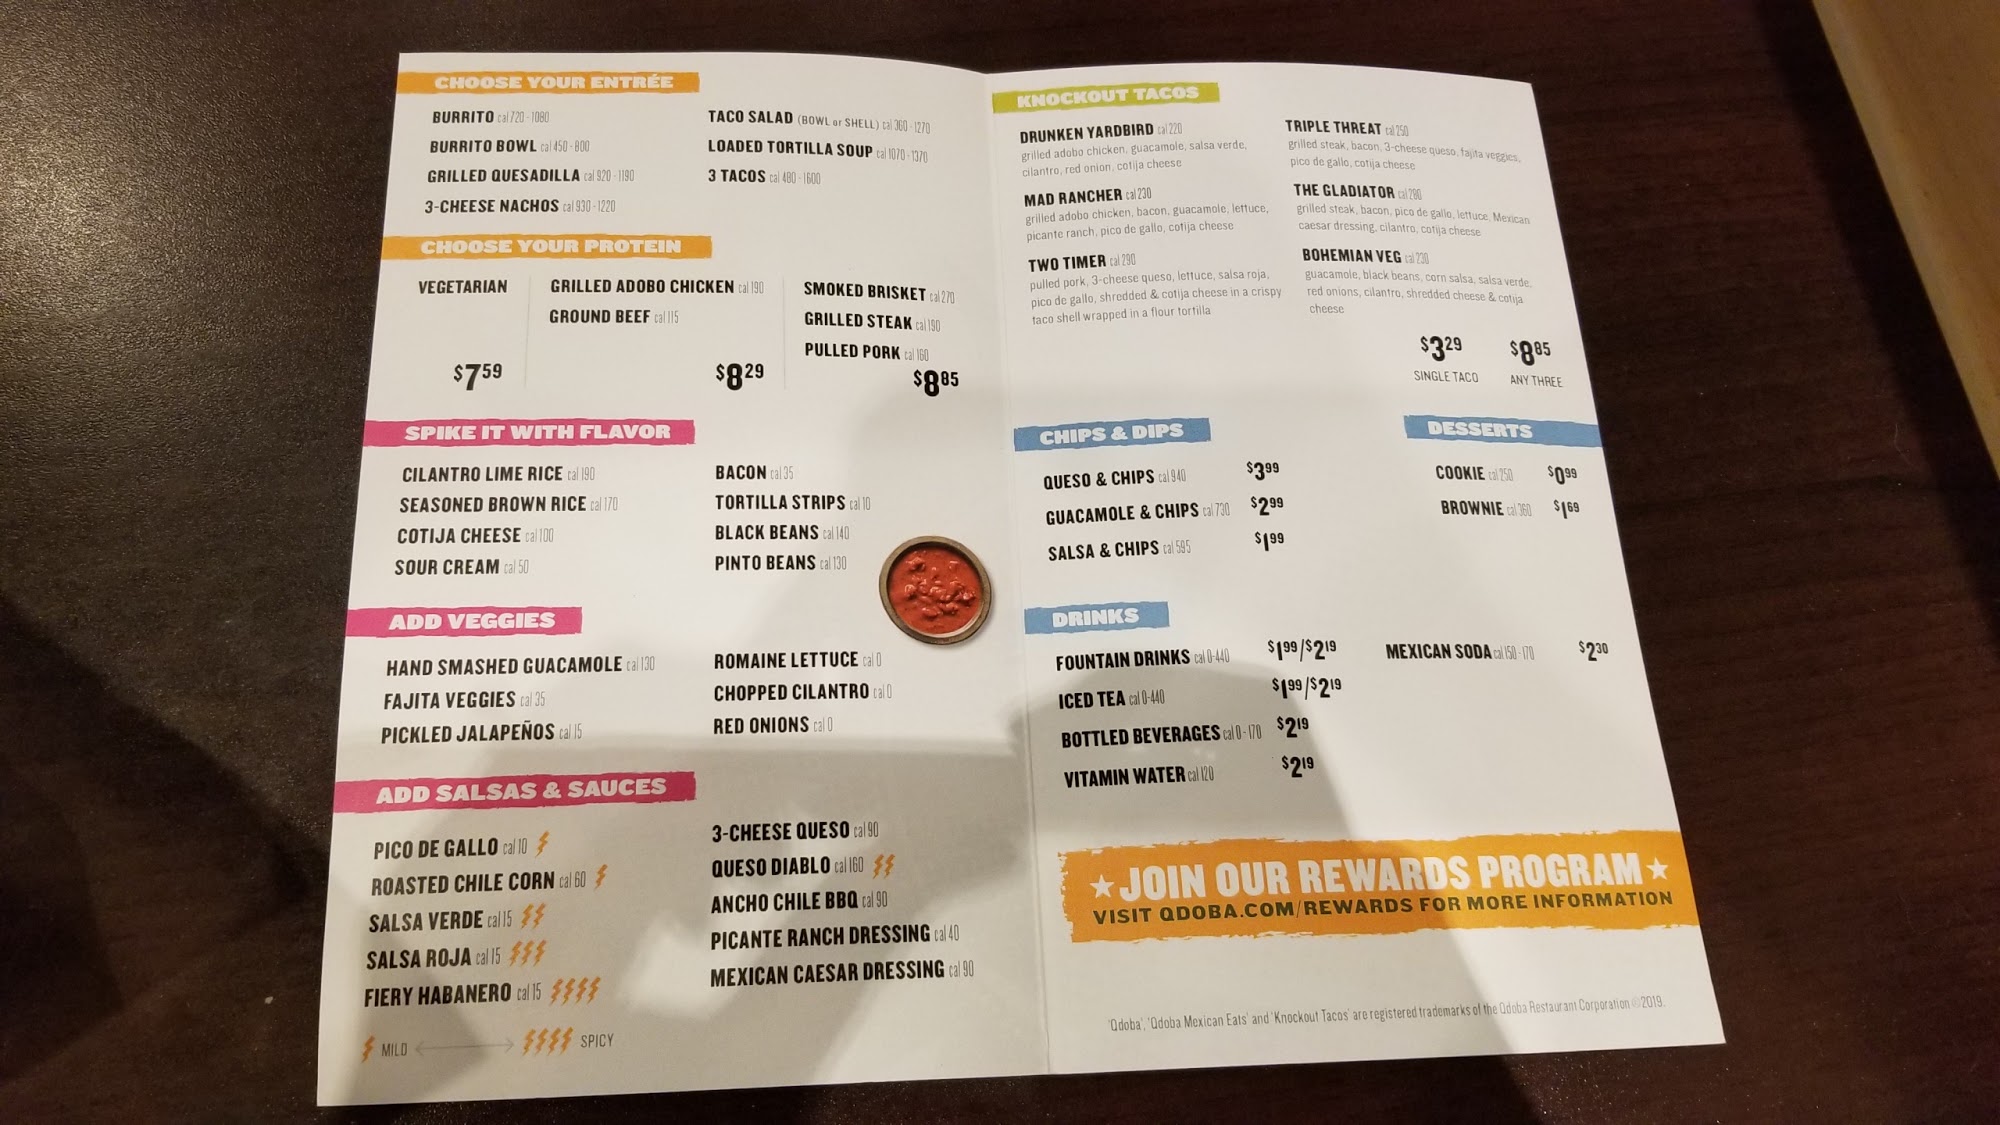 CHOOSE YOUR ENTRÉE
BURRITO cal 720 - 1080
BURRITO BOWL cal 450 - 800
GRILLED QUESADILLA cal 920 - 1190
3-CHEESE NACHOS cal 930 - 1220
TACO SALAD (BOWL or SHELL) cal 360 - 1270
LOADED TORTILLA SOUP cal 1070 - 1370
3 TACOS cal 480 - 1600
CHOOSE YOUR PROTEIN
VEGETARIAN
$7.59
GRILLED ADOBO CHICKEN cal 190
GROUND BEEF cal 115
$8.29
SMOKED BRISKET cal 270
GRILLED STEAK cal 190
PULLED PORK cal 160
$8.85
SPIKE IT WITH FLAVOR
CILANTRO LIME RICE cal 190
SEASONED BROWN RICE cal 170
COTIJA CHEESE cal 100
SOUR CREAM cal 50
BACON cal 35
TORTILLA STRIPS cal 10
BLACK BEANS cal 140
PINTO BEANS cal 130
ADD VEGGIES
HAND SMASHED GUACAMOLE cal 130
FAJITA VEGGIES cal 35
PICKLED JALAPEÑOS cal 15
ROMAINE LETTUCE cal 0
CHOPPED CILANTRO cal 0
RED ONIONS cal 0
ADD SALSAS & SAUCES
PICO DE GALLO cal 10
ROASTED CHILE CORN cal 60
SALSA VERDE cal 15
SALSA ROJA cal 15
FIERY HABANERO cal 15
MILD SPICY
3-CHEESE QUESO cal 90
QUESO DIABLO cal 160
ANCHO CHILE BBQ cal 90
PICANTE RANCH DRESSING cal 40
MEXICAN CAESAR DRESSING cal 90
KNOCKOUT TACOS
DRUNKEN YARDBIRD cal 220
grilled adobo chicken, guacamole, salsa verde,
cilantro, red onion, cotija cheese
MAD RANCHER cal 230
grilled adobo chicken, bacon, guacamole, lettuce,
picante ranch, pico de gallo, cotija cheese
TWO TIMER cal 290
pulled pork, 3-cheese queso, lettuce, salsa roja,
pico de gallo, shredded & cotija cheese in a crispy
taco shell wrapped in a flour tortilla
TRIPLE THREAT cal 250
grilled steak, bacon, 3-cheese queso, fajita veggies,
pico de gallo, cotija cheese
THE GLADIATOR cal 280
grilled steak, bacon, pico de gallo, lettuce, Mexican
caesar dressing, cilantro, cotija cheese
BOHEMIAN VEG cal 230
guacamole, black beans, corn salsa, salsa verde,
red onions, cilantro, shredded cheese & cotija
cheese
$3.29 $8.85
SINGLE TACO ANY THREE
CHIPS & DIPS
QUESO & CHIPS cal 940 $3.99
GUACAMOLE & CHIPS cal 730 $2.99
SALSA & CHIPS cal 595 $1.99
DESSERTS
COOKIE cal 250 $0.99
BROWNIE cal 360 $1.69
DRINKS
FOUNTAIN DRINKS cal 0-440 $1.99/$2.19
ICED TEA cal 0-440 $1.99/$2.19
BOTTLED BEVERAGES cal 0 - 170 $2.19
VITAMIN WATER cal 120 $2.19
MEXICAN SODA cal 150 - 170 $2.30
JOIN OUR REWARDS PROGRAM
VISIT QDOBA.COM/REWARDS FOR MORE INFORMATION
'Qdoba', 'Qdoba Mexican Eats' and 'Knockout Tacos' are registered trademarks of the Qdoba Restaurant Corporation ©2019.